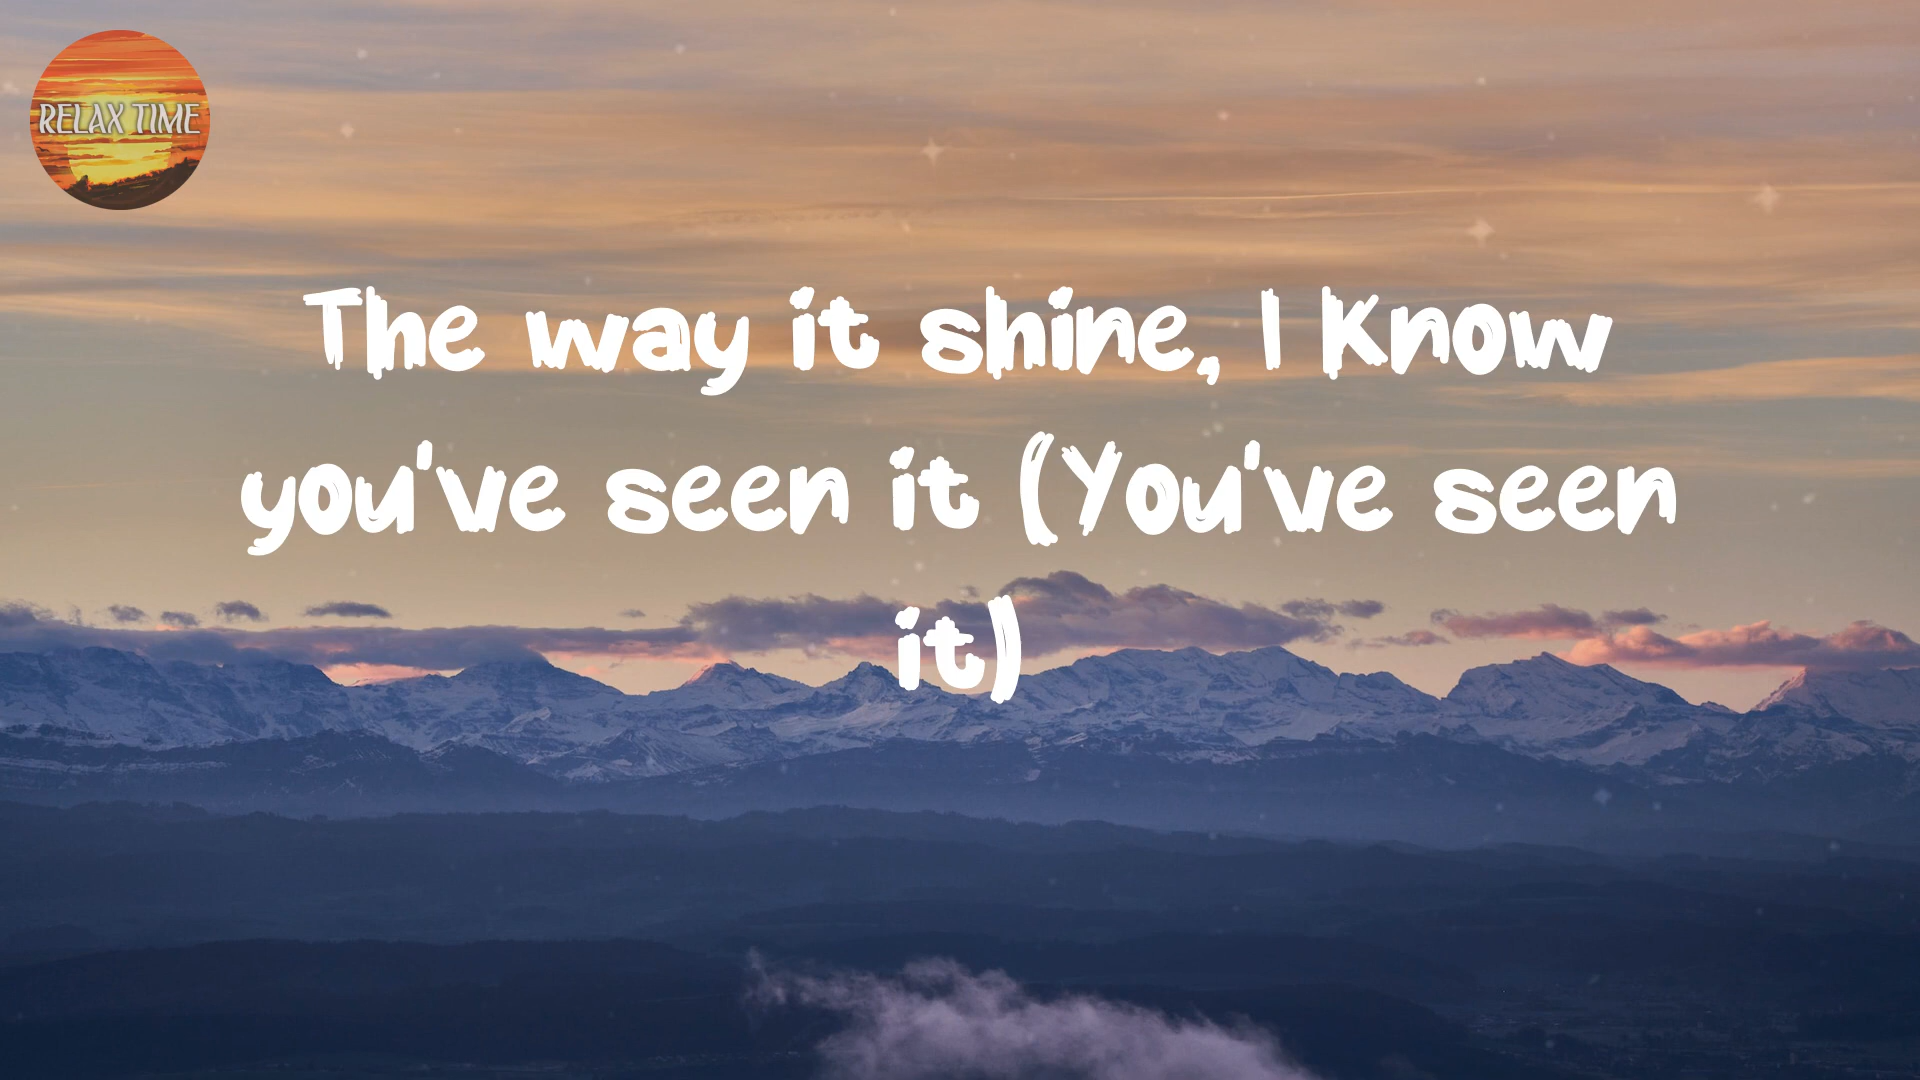 RELAX TIME
The way it shine, I know
you've seen it (You've seen
it)